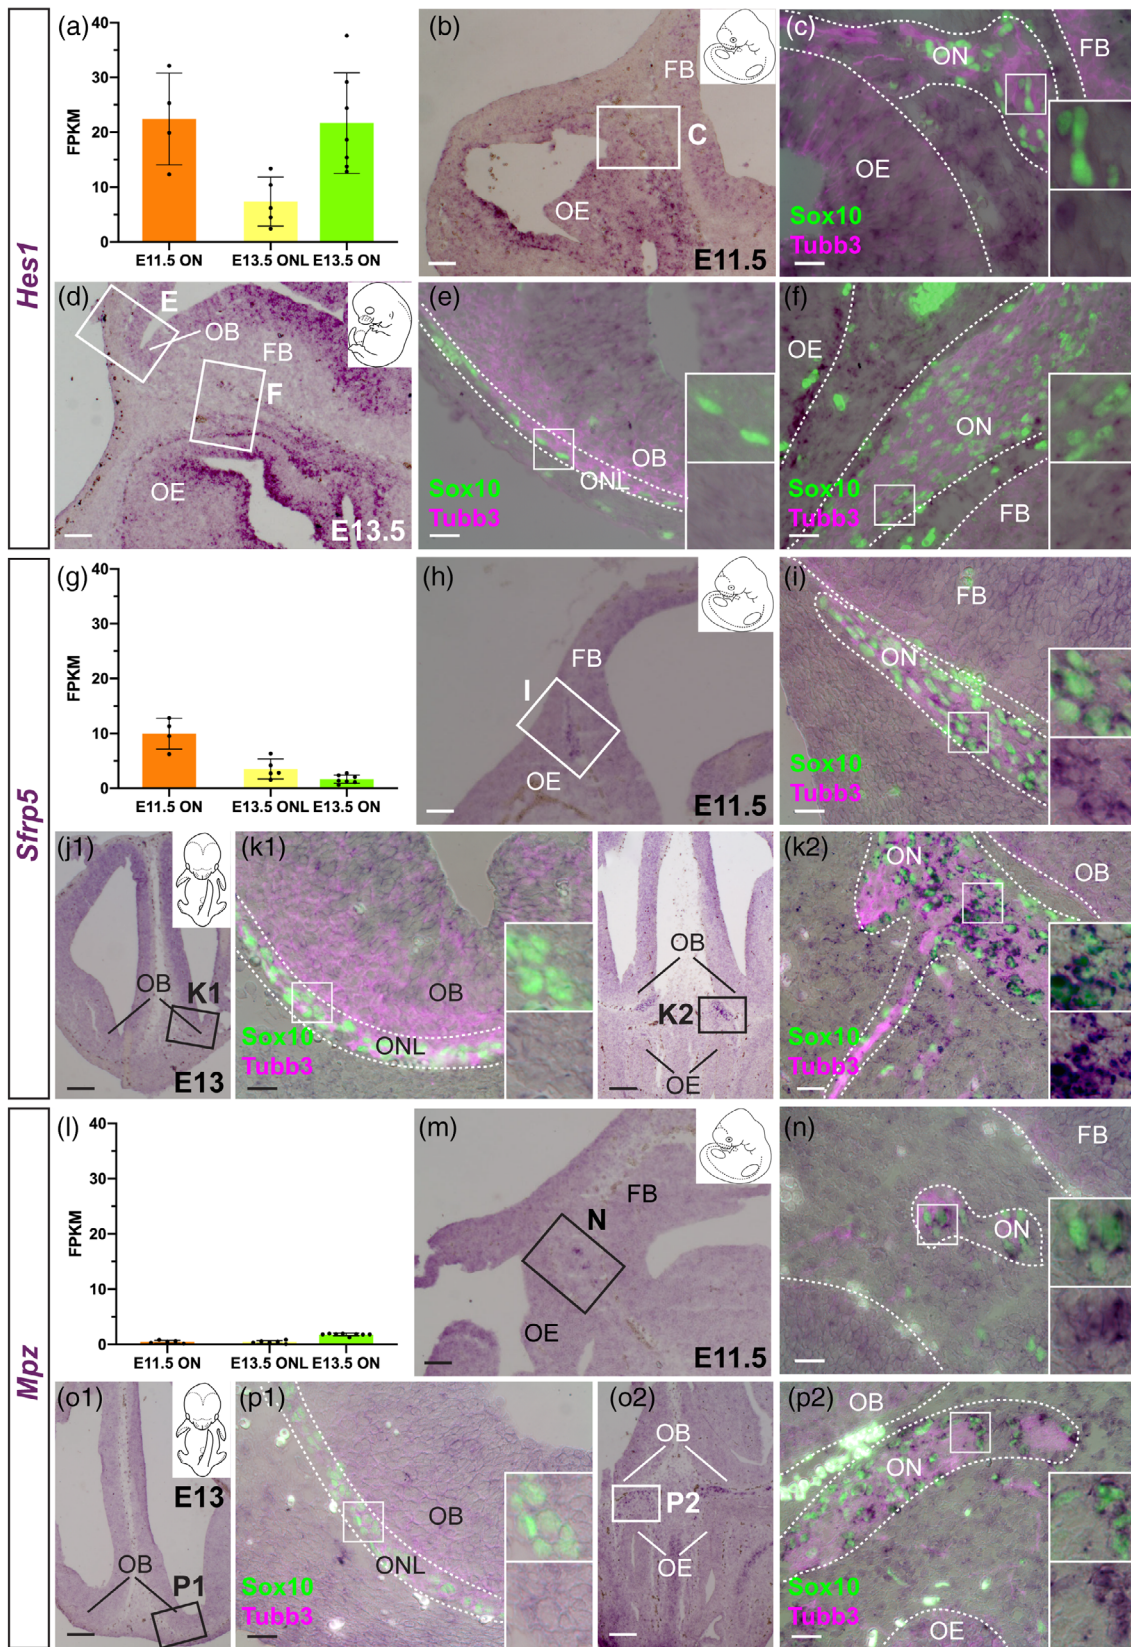 Hes1
(a)
FPKM
40
30
20
10
0
E11.5 ON
E13.5 ONL
E13.5 ON
(b)
FB
C
OE
E11.5
(c)
ON
FB
OE
Sox10
Tubb3
(d)
E
OB
FB
F
OE
E13.5
(e)
OB
ONL
Sox10
Tubb3
(f)
OE
ON
FB
Sox10
Tubb3
Sfrp5
(g)
FPKM
40
30
20
10
0
E11.5 ON
E13.5 ONL
E13.5 ON
(h)
FB
I
OE
E11.5
(i)
FB
ON
Sox10
Tubb3
(j1)
OB
K1
E13
(k1)
OB
ONL
Sox10
Tubb3
OB
K2
OE
(k2)
ON
OB
Sox10
Tubb3
Mpz
(l)
FPKM
40
30
20
10
0
E11.5 ON
E13.5 ONL
E13.5 ON
(m)
FB
N
OE
E11.5
(n)
FB
ON
Sox10
Tubb3
(o1)
E13
OB
P1
(p1)
OB
ONL
Sox10
Tubb3
(o2)
OB
P2
OE
(p2)
OB
ON
Sox10
Tubb3
OE